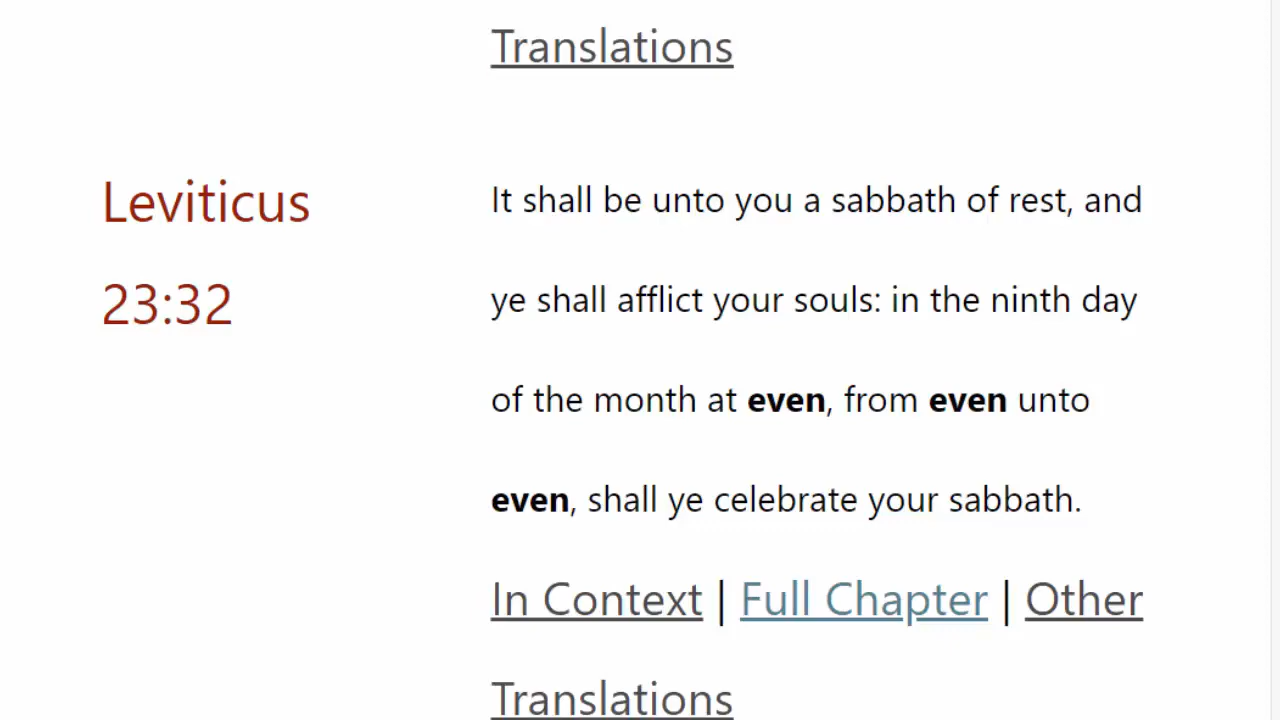 Translations
Leviticus
23:32
It shall be unto you a sabbath of rest, and
ye shall afflict your souls: in the ninth day
of the month at even, from even unto
even, shall ye celebrate your sabbath.
In Context | Full Chapter | Other
Translations